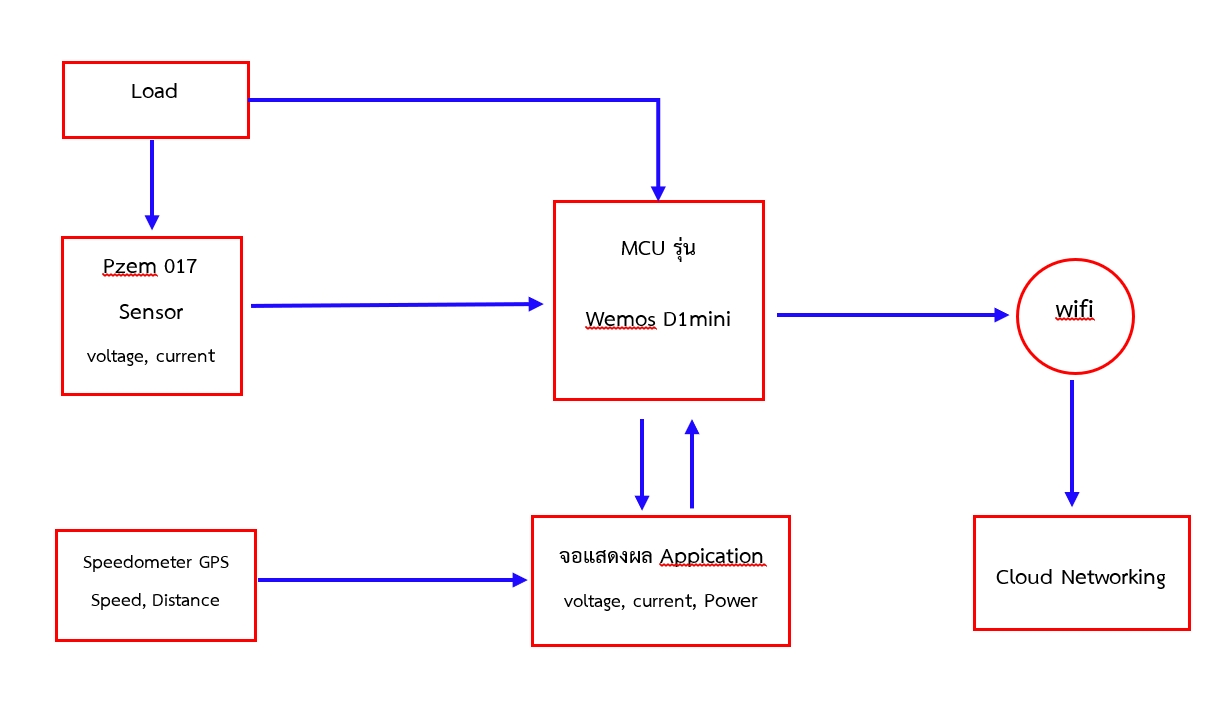 Load
Pzem 017
Sensor
voltage, current
MCU รุ่น
Wemos D1mini
wifi
Speedometer GPS
Speed, Distance
จอแสดงผล Appication
voltage, current, Power
Cloud Networking